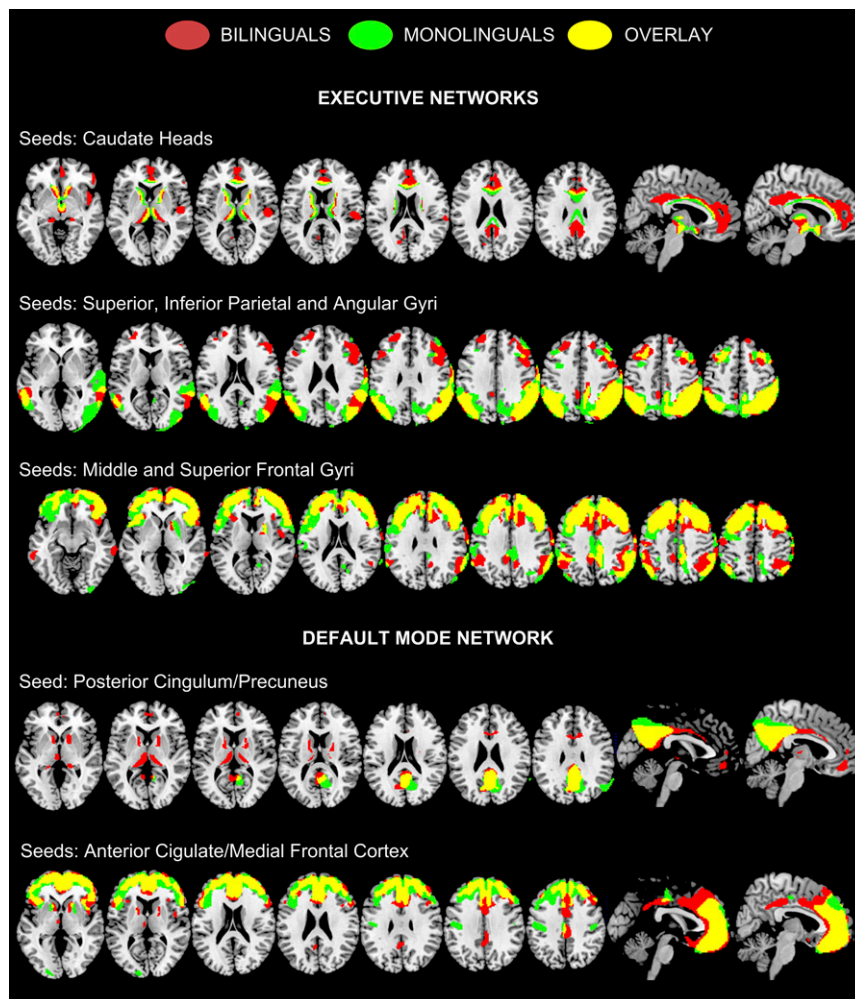 BILINGUALS MONOLINGUALS OVERLAY
EXECUTIVE NETWORKS
Seeds: Caudate Heads
Seeds: Superior, Inferior Parietal and Angular Gyri
Seeds: Middle and Superior Frontal Gyri
DEFAULT MODE NETWORK
Seed: Posterior Cingulum/Precuneus
Seeds: Anterior Cigulate/Medial Frontal Cortex